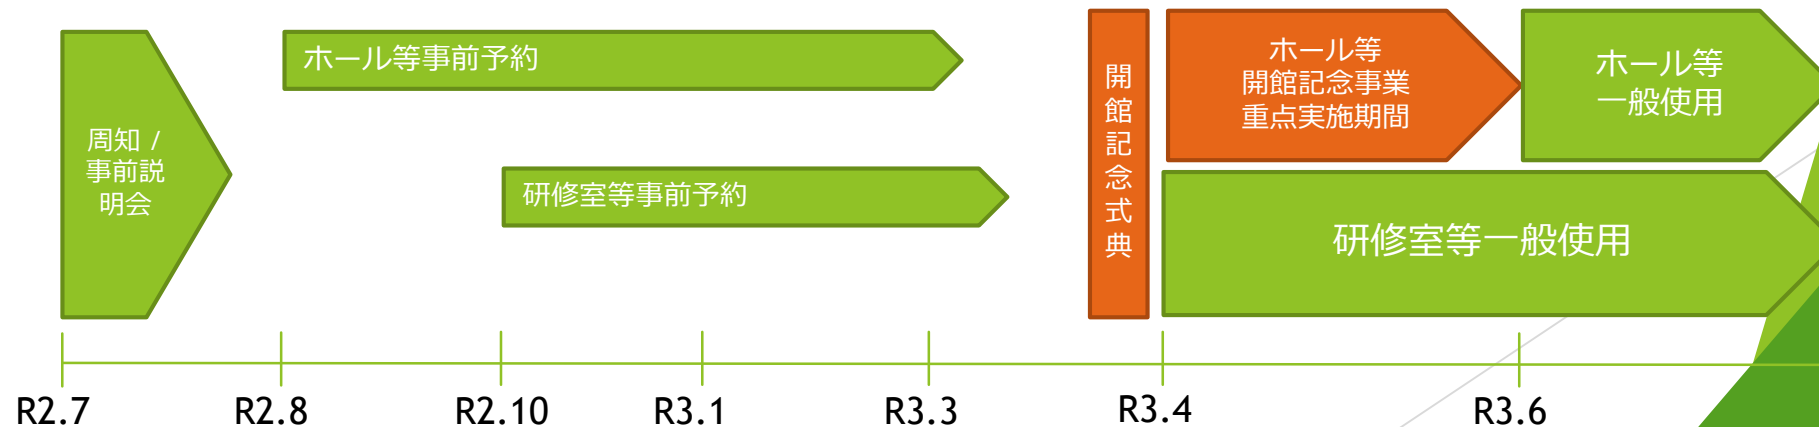 周知 /
事前説
明会
ホール等事前予約
研修室等事前予約
開館記念式典
ホール等
開館記念事業
重点実施期間
ホール等
一般使用
研修室等一般使用
R2.7
R2.8
R2.10
R3.1
R3.3
R3.4
R3.6